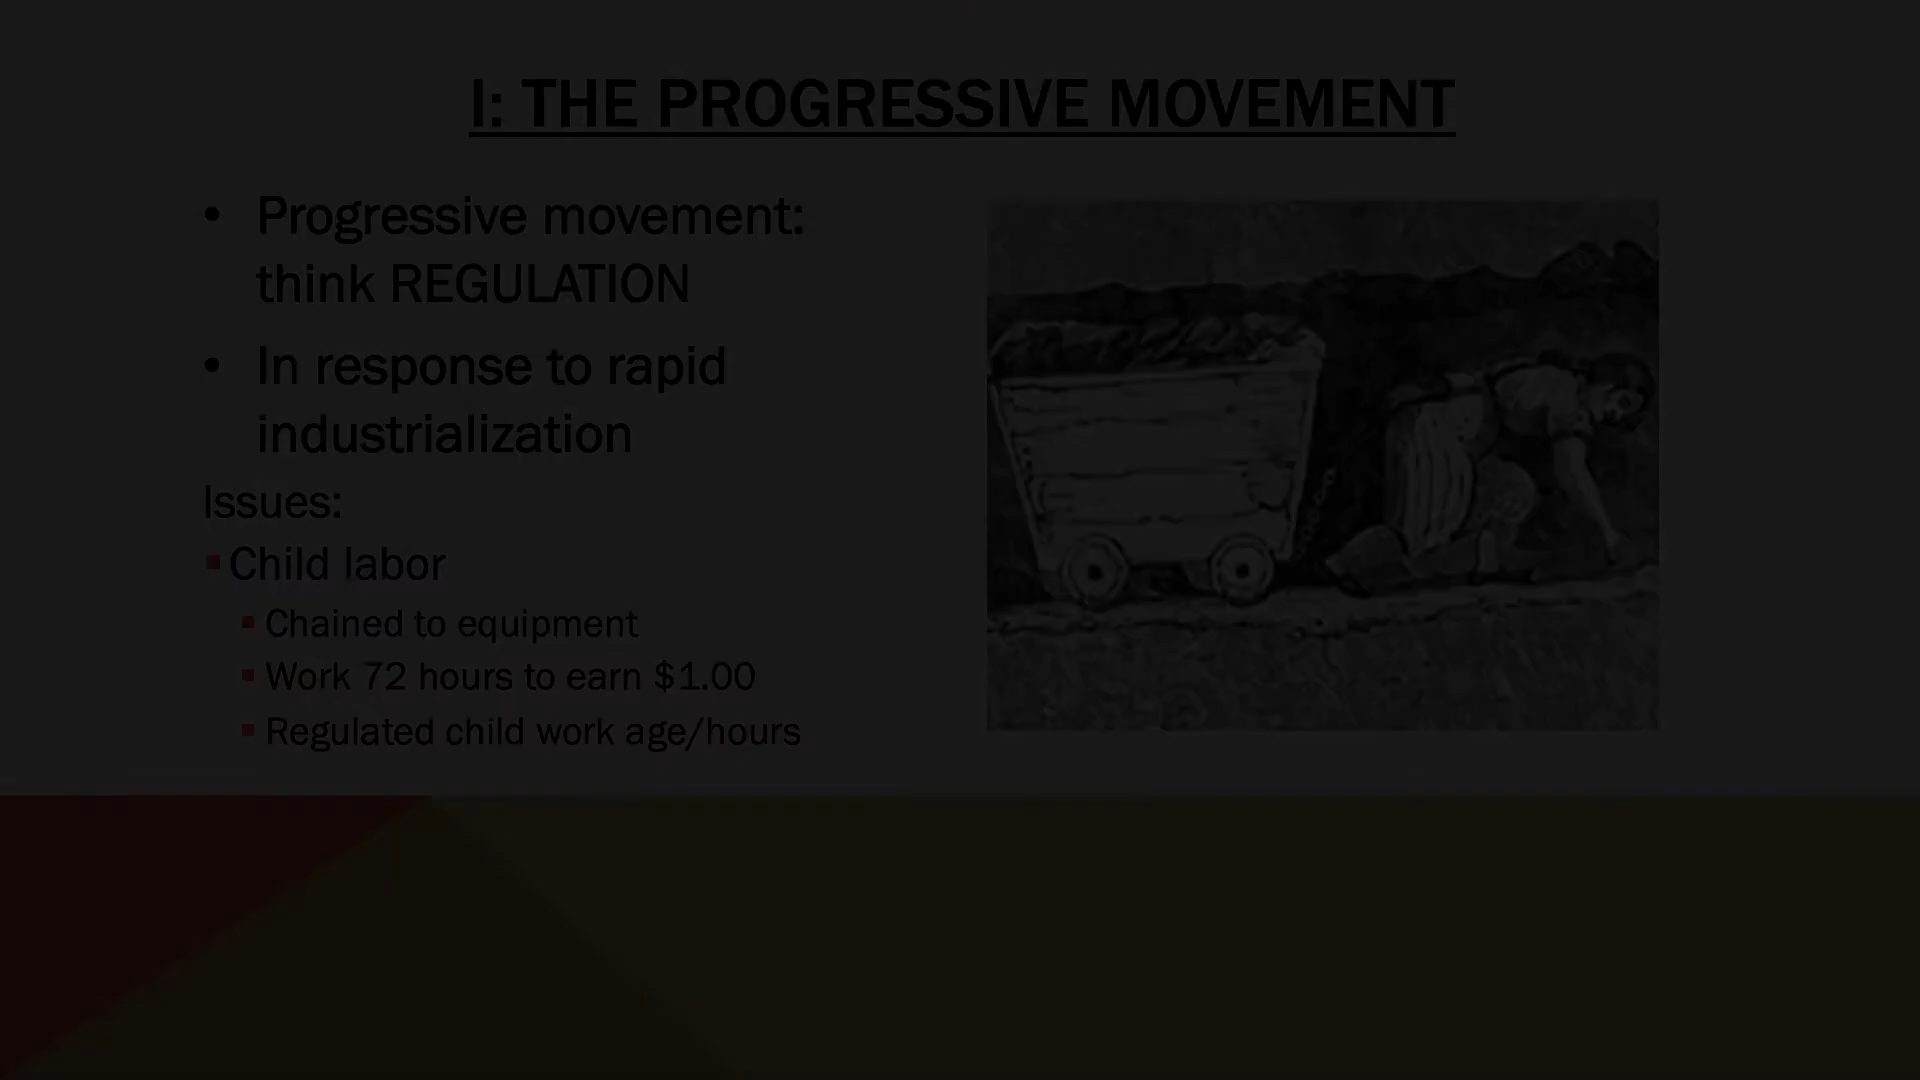 I: THE PROGRESSIVE MOVEMENT
• Progressive movement:
think REGULATION
• In response to rapid
industrialization
Issues:
▪ Child labor
▪ Chained to equipment
▪ Work 72 hours to earn $1.00
▪ Regulated child work age/hours